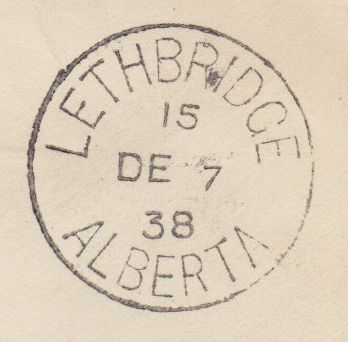 LETHBRIDGE
15
DE 7
38
ALBERTA